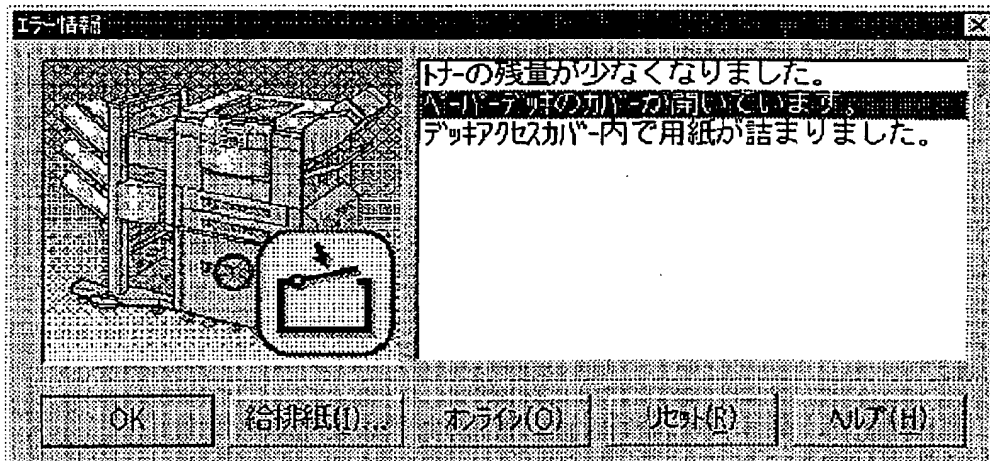 エラー情報
トナーの残量が少なくなりました。
ペーパーデッキのカバーが開いています。
デッキアクセスカバー内で用紙が詰まりました。
OK
給排紙(I)...
オンライン(O)
リセット(R)
ヘルプ(H)